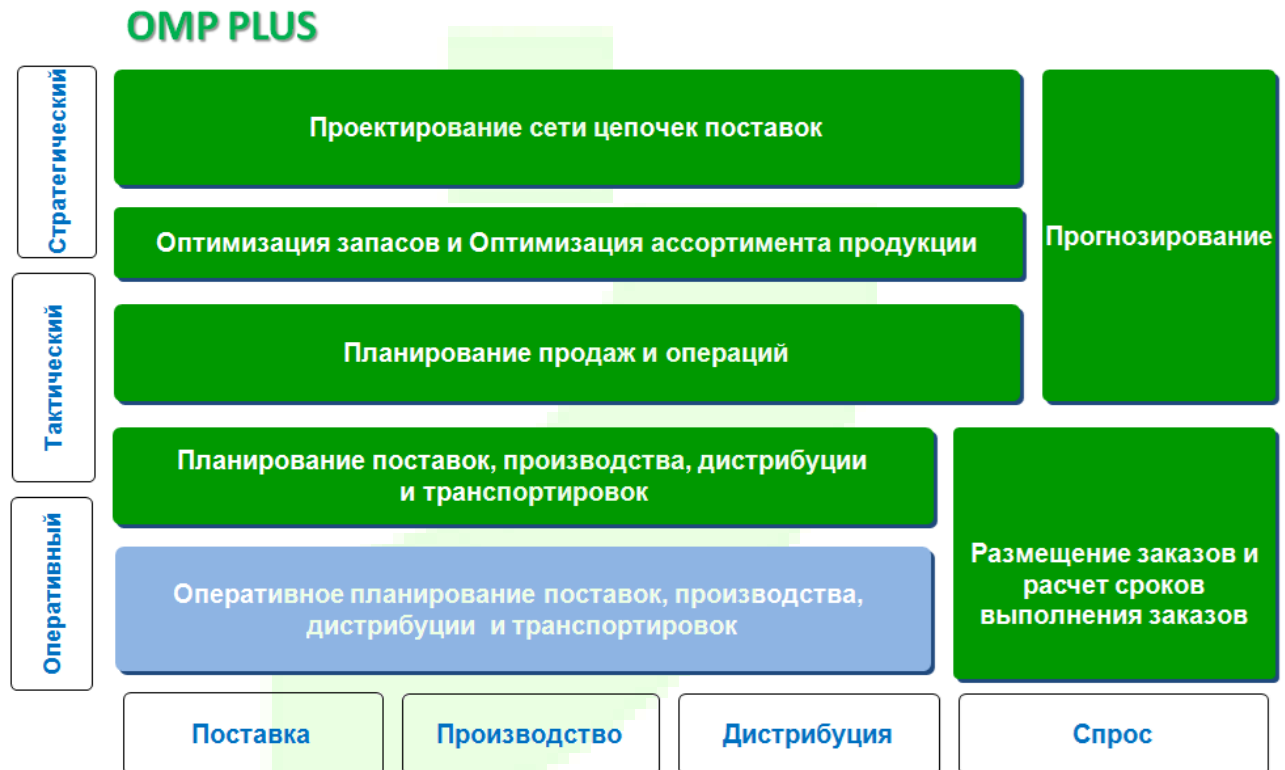 OMP PLUS
Стратегический
Проектирование сети цепочек поставок
Оптимизация запасов и Оптимизация ассортимента продукции
Прогнозирование
Тактический
Планирование продаж и операций
Планирование поставок, производства, дистрибуции
и транспортировок
Оперативный
Оперативное планирование поставок, производства,
дистрибуции и транспортировок
Размещение заказов и
расчет сроков
выполнения заказов
Поставка
Производство
Дистрибуция
Спрос